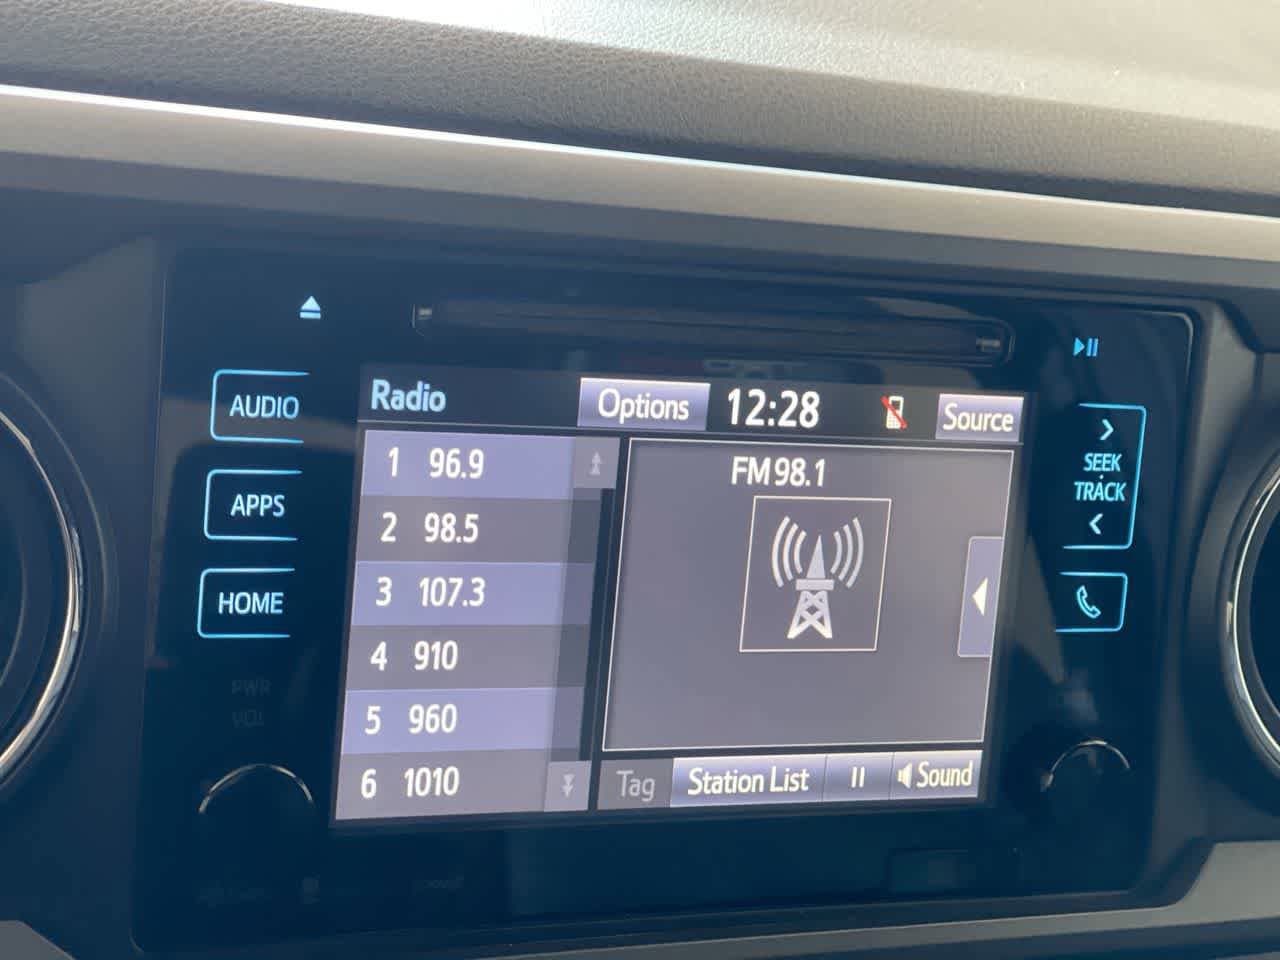 AUDIO
APPS
HOME
PWR
VOL
Radio
Options
12:28
Source
1 96.9
2 98.5
3 107.3
4 910
5 960
6 1010
FM 98.1
Tag
Station List
Sound
SEEK
TRACK